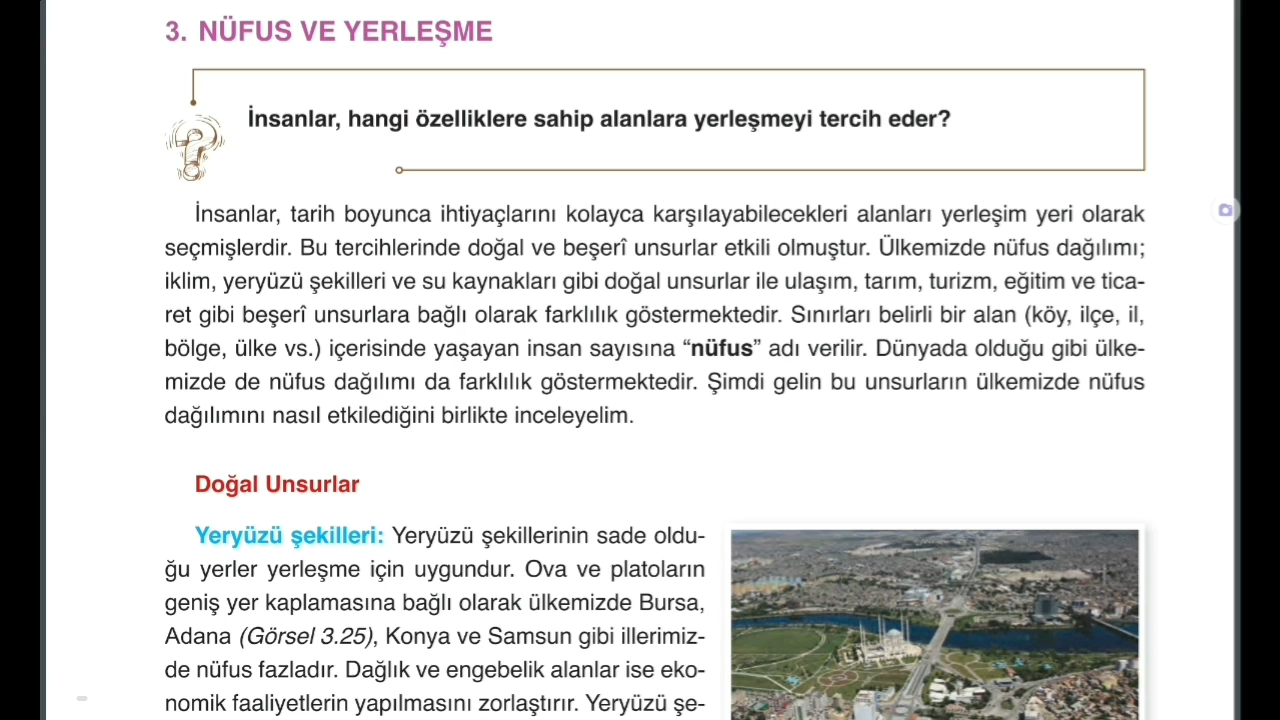 3. NÜFUS VE YERLEŞME
İnsanlar, hangi özelliklere sahip alanlara yerleşmeyi tercih eder?
İnsanlar, tarih boyunca ihtiyaçlarını kolayca karşılayabilecekleri alanları yerleşim yeri olarak
seçmişlerdir. Bu tercihlerinde doğal ve beşerî unsurlar etkili olmuştur. Ülkemizde nüfus dağılımı;
iklim, yeryüzü şekilleri ve su kaynakları gibi doğal unsurlar ile ulaşım, tarım, turizm, eğitim ve tica-
ret gibi beşerî unsurlara bağlı olarak farklılık göstermektedir. Sınırları belirli bir alan (köy, ilçe, il,
bölge, ülke vs.) içerisinde yaşayan insan sayısına “nüfus” adı verilir. Dünyada olduğu gibi ülke-
mizde de nüfus dağılımı da farklılık göstermektedir. Şimdi gelin bu unsurların ülkemizde nüfus
dağılımını nasıl etkilediğini birlikte inceleyelim.
Doğal Unsurlar
Yeryüzü şekilleri: Yeryüzü şekillerinin sade oldu-
ğu yerler yerleşme için uygundur. Ova ve platoların
geniş yer kaplamasına bağlı olarak ülkemizde Bursa,
Adana (Görsel 3.25), Konya ve Samsun gibi illerimiz-
de nüfus fazladır. Dağlık ve engebelik alanlar ise eko-
nomik faaliyetlerin yapılmasını zorlaştırır. Yeryüzü şe-